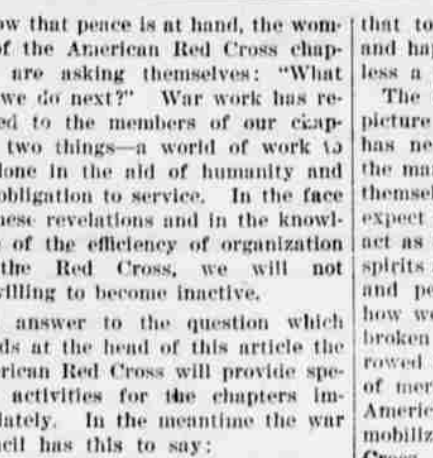 ow that peace is at hand, the wom-
of the American Red Cross chap-
are asking themselves: "What
we do next?" War work has re-
ed to the members of our chap-
two things—a world of work to
done in the aid of humanity and
obligation to service. In the face
hese revelations and in the knowl-
of the efficiency of organization
the Red Cross, we will not
willing to become inactive.
answer to the question which
ds at the head of this article the
erican Red Cross will provide spe-
activities for the chapters im-
iately. In the meantime the war
cil has this to say:
that to
and ha
less a
The
picture
has ne
the ma
themsel
expect
act as
spirits
and pe
how we
broken
rowed
of mer
Americ
mobiliz
Cross